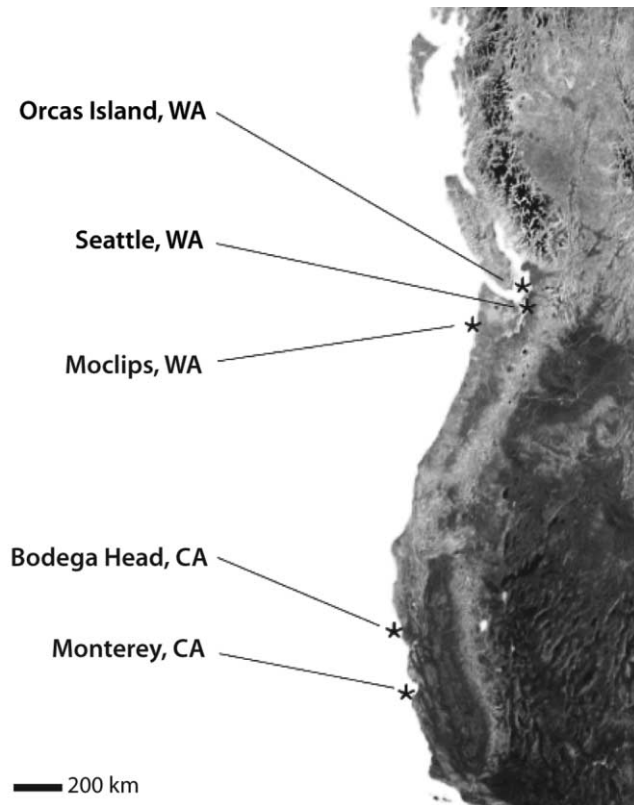 Orcas Island, WA
Seattle, WA
Moclips, WA
Bodega Head, CA
Monterey, CA
200 km